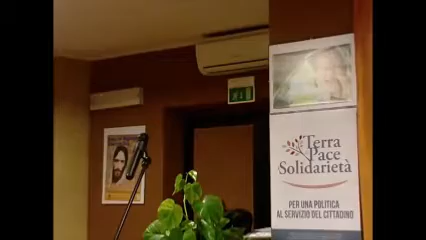 Terra
Pace
Solidarietà
PER UNA POLITICA
AL SERVIZIO DEL CITTADINO